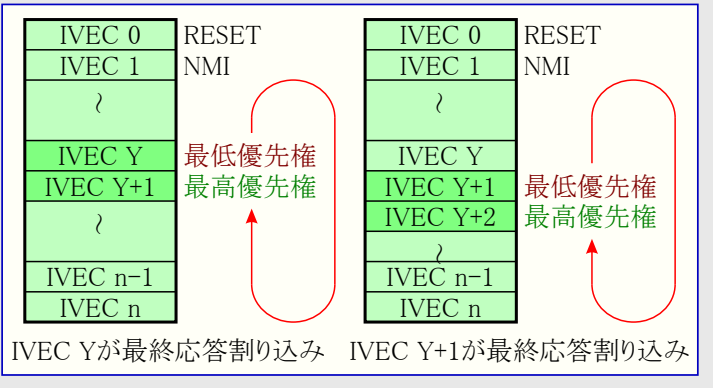 IVEC 0 RESET
IVEC 1 NMI
~
IVEC Y 最低優先権
IVEC Y+1 最高優先権
~
IVEC n-1
IVEC n
IVEC Yが最終応答割り込み
IVEC 0 RESET
IVEC 1 NMI
~
IVEC Y
IVEC Y+1 最低優先権
IVEC Y+2 最高優先権
~
IVEC n-1
IVEC n
IVEC Y+1が最終応答割り込み